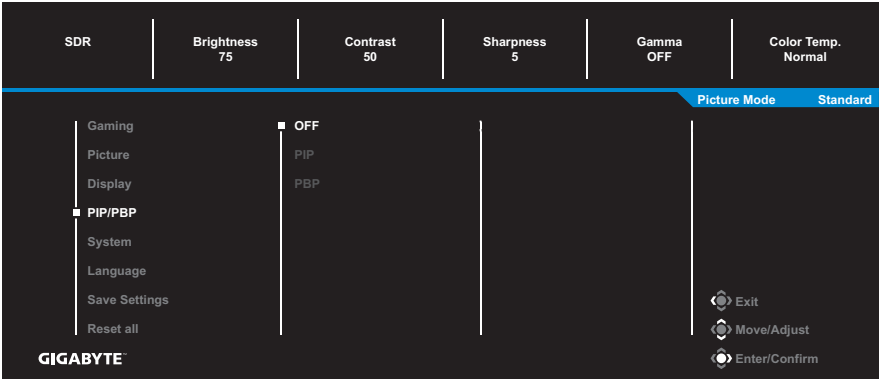 SDR
Brightness
75
Contrast
50
Sharpness
5
Gamma
OFF
Color Temp.
Normal
Picture Mode Standard
Gaming
Picture
Display
PIP/PBP
System
Language
Save Settings
Reset all
OFF
PIP
PBP
Exit
Move/Adjust
Enter/Confirm
GIGABYTE™